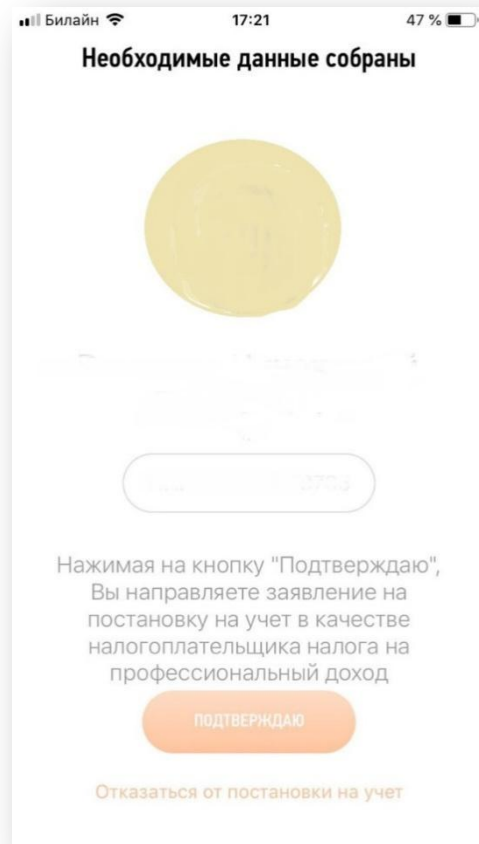 Билайн 17:21 47 %
Необходимые данные собраны
Нажимая на кнопку "Подтверждаю",
Вы направляете заявление на
постановку на учет в качестве
налогоплательщика налога на
профессиональный доход
ПОДТВЕРЖДАЮ
Отказаться от постановки на учет